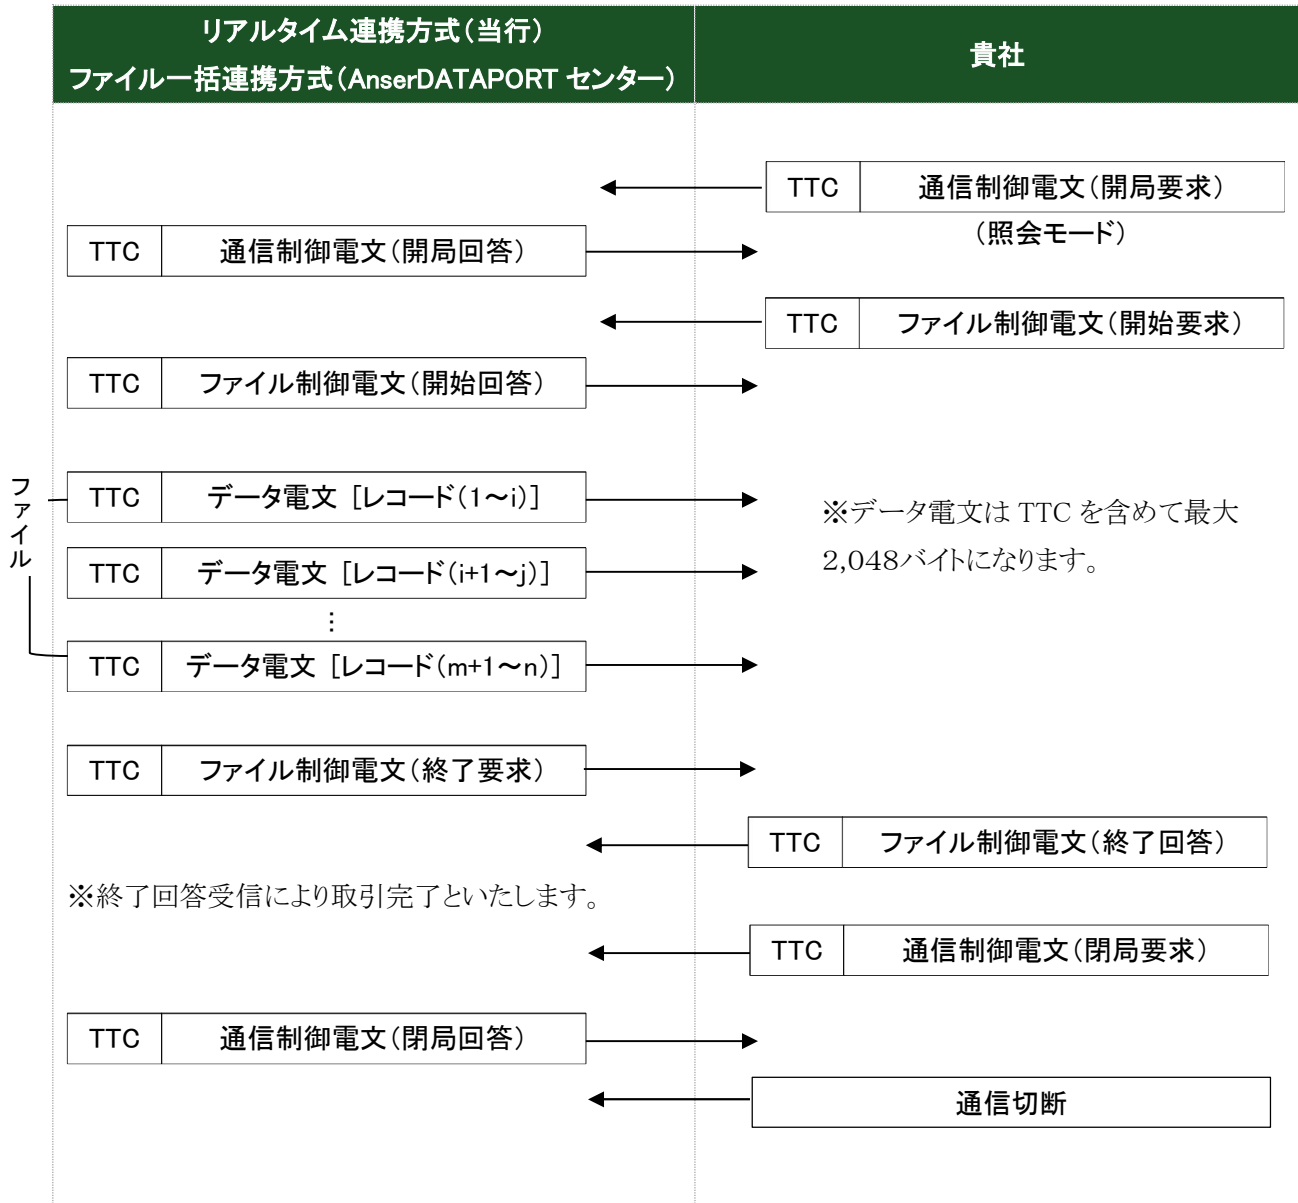 リアルタイム連携方式（当行）
ファイル一括連携方式（AnserDATAPORT センター）
貴社
TTC 通信制御電文（開局要求）
（照会モード）
TTC 通信制御電文（開局回答）
TTC ファイル制御電文（開始要求）
TTC ファイル制御電文（開始回答）
ファイル
TTC データ電文 [レコード（1～i）]
※データ電文は TTC を含めて最大
2,048バイトになります。
TTC データ電文 [レコード（i+1～j）]
⋮
TTC データ電文 [レコード（m+1～n）]
TTC ファイル制御電文（終了要求）
TTC ファイル制御電文（終了回答）
※終了回答受信により取引完了といたします。
TTC 通信制御電文（閉局要求）
TTC 通信制御電文（閉局回答）
通信切断